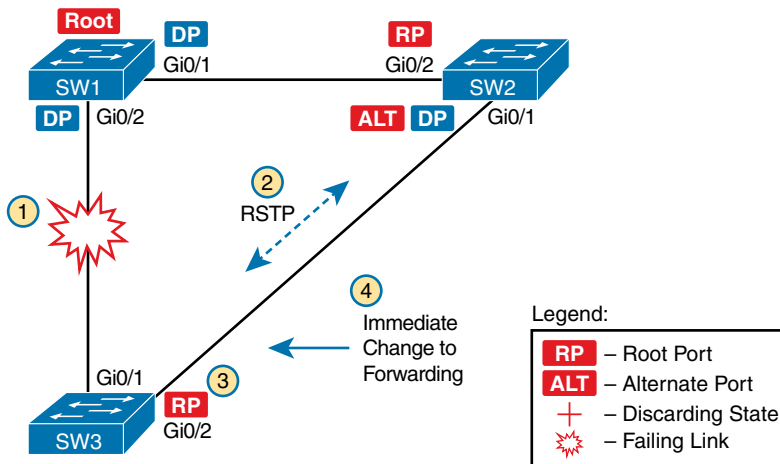 Root
DP
RP
Gi0/1
Gi0/2
SW1
SW2
DP
Gi0/2
ALT
DP
Gi0/1
1
2
RSTP
4
Immediate
Change to
Forwarding
Gi0/1
3
RP
Gi0/2
SW3
Legend:
RP – Root Port
ALT – Alternate Port
– Discarding State
– Failing Link